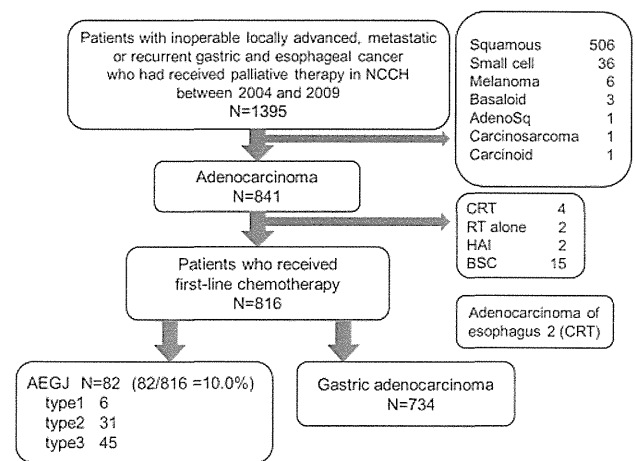 Patients with inoperable locally advanced, metastatic
or recurrent gastric and esophageal cancer
who had received palliative therapy in NCCH
between 2004 and 2009
N=1395
Squamous 506
Small cell 36
Melanoma 6
Basaloid 3
AdenoSq 1
Carcinosarcoma 1
Carcinoid 1
Adenocarcinoma
N=841
CRT 4
RT alone 2
HAI 2
BSC 15
Patients who received
first-line chemotherapy
N=816
Adenocarcinoma of
esophagus 2 (CRT)
AEGJ N=82 (82/816 =10.0%)
type1 6
type2 31
type3 45
Gastric adenocarcinoma
N=734